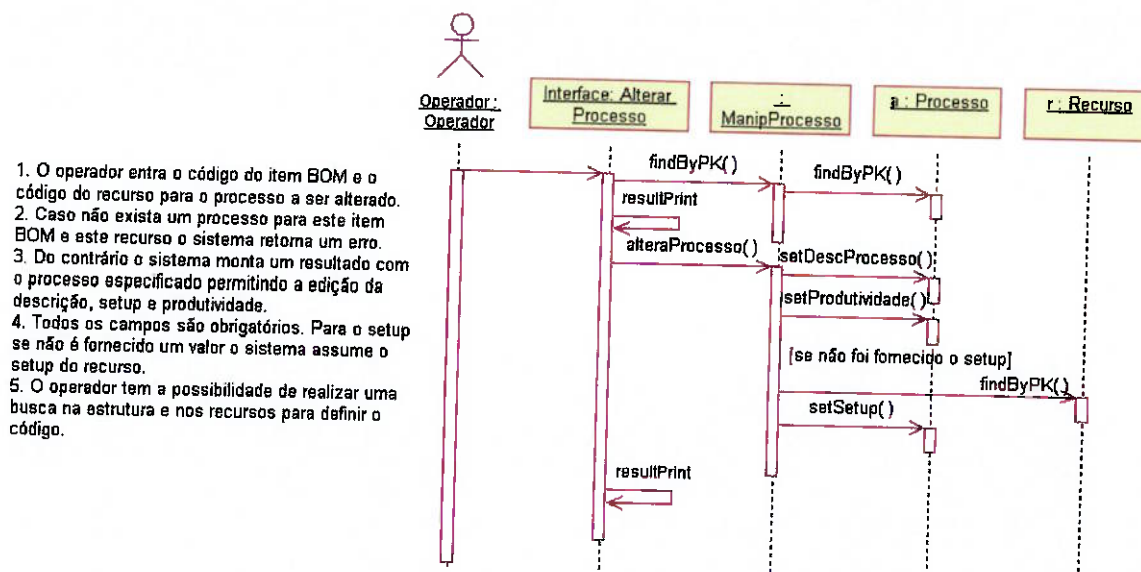 Operador :
Operador
Interface: Alterar
Processo
:
ManipProcesso
a : Processo
r : Recurso
1. O operador entra o código do item BOM e o
código do recurso para o processo a ser alterado.
2. Caso não exista um processo para este item
BOM e este recurso o sistema retorna um erro.
3. Do contrário o sistema monta um resultado com
o processo especificado permitindo a edição da
descrição, setup e produtividade.
4. Todos os campos são obrigatórios. Para o setup
se não é fornecido um valor o sistema assume o
setup do recurso.
5. O operador tem a possibilidade de realizar uma
busca na estrutura e nos recursos para definir o
código.
findByPK()
findByPK()
resultPrint
alteraProcesso()
setDescProcesso()
setProdutividade()
[se não foi fornecido o setup]
findByPK()
setSetup()
resultPrint